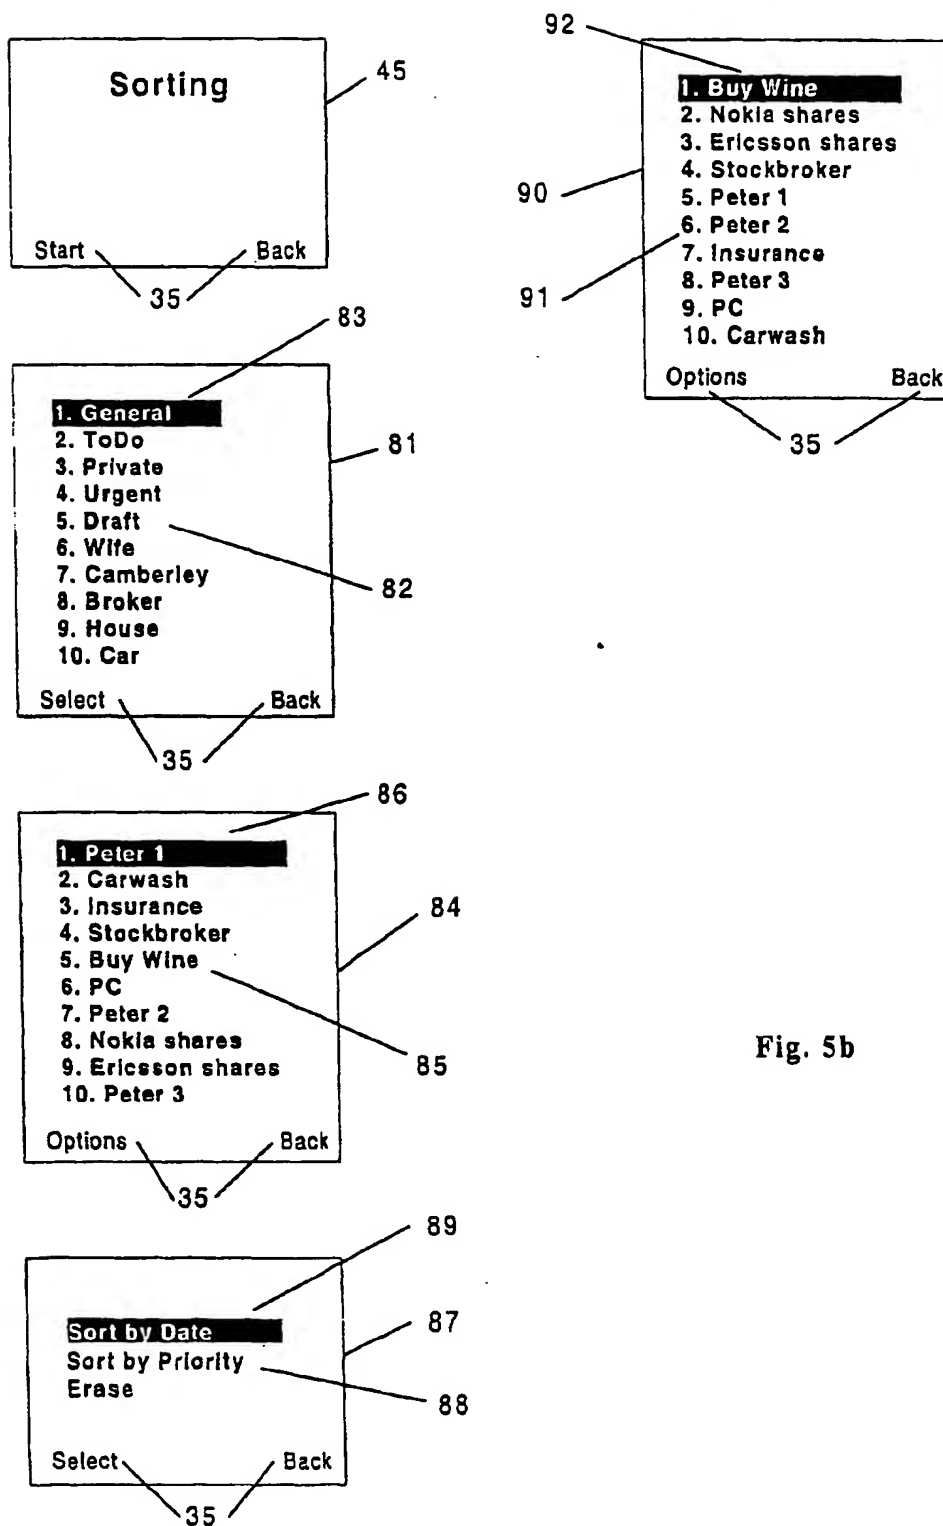 Sorting
45
Start Back
35
83
1. General
2. ToDo
3. Private
4. Urgent
5. Draft
6. Wife
7. Camberley
8. Broker
9. House
10. Car
81
82
Select Back
35
86
1. Peter 1
2. Carwash
3. Insurance
4. Stockbroker
5. Buy Wine
6. PC
7. Peter 2
8. Nokia shares
9. Ericsson shares
10. Peter 3
84
85
Options Back
35
89
Sort by Date
Sort by Priority
Erase
87
88
Select Back
35
92
1. Buy Wine
2. Nokia shares
3. Ericsson shares
4. Stockbroker
5. Peter 1
6. Peter 2
7. Insurance
8. Peter 3
9. PC
10. Carwash
90
91
Options Back
35
Fig. 5b